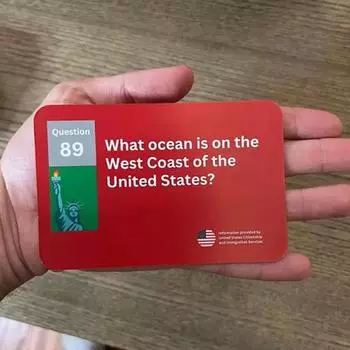 Question
89
What ocean is on the
West Coast of the
United States?
Information provided by
United States Citizenship
and Immigration Services